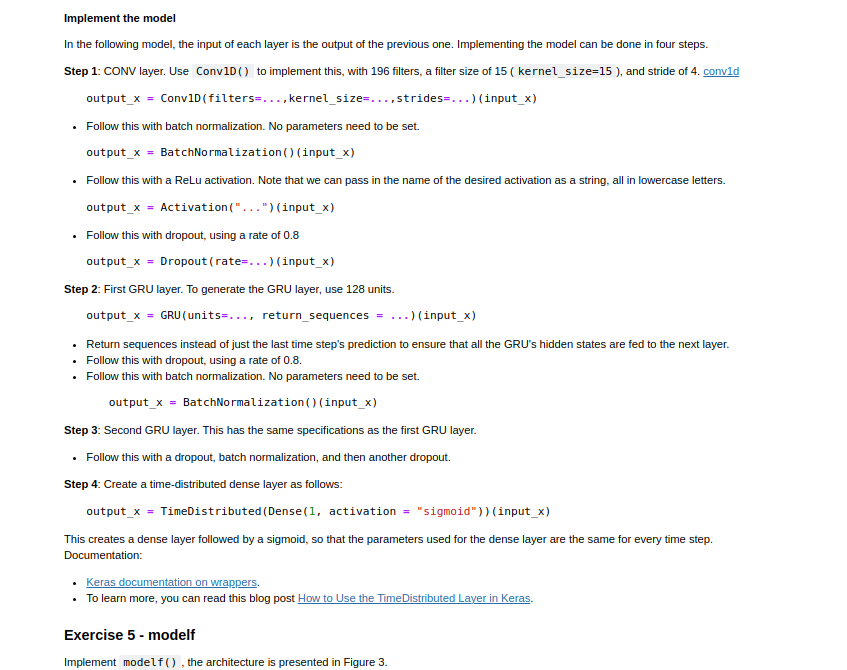 Implement the model
In the following model, the input of each layer is the output of the previous one. Implementing the model can be done in four steps.
Step 1: CONV layer. Use Conv1D() to implement this, with 196 filters, a filter size of 15 (kernel_size=15), and stride of 4. conv1d
output_x = Conv1D(filters=...,kernel_size=...,strides=...)(input_x)
• Follow this with batch normalization. No parameters need to be set.
output_x = BatchNormalization()(input_x)
• Follow this with a ReLu activation. Note that we can pass in the name of the desired activation as a string, all in lowercase letters.
output_x = Activation("...")(input_x)
• Follow this with dropout, using a rate of 0.8
output_x = Dropout(rate=...)(input_x)
Step 2: First GRU layer. To generate the GRU layer, use 128 units.
output_x = GRU(units=..., return_sequences = ...)(input_x)
• Return sequences instead of just the last time step's prediction to ensure that all the GRU's hidden states are fed to the next layer.
• Follow this with dropout, using a rate of 0.8.
• Follow this with batch normalization. No parameters need to be set.
output_x = BatchNormalization()(input_x)
Step 3: Second GRU layer. This has the same specifications as the first GRU layer.
• Follow this with a dropout, batch normalization, and then another dropout.
Step 4: Create a time-distributed dense layer as follows:
output_x = TimeDistributed(Dense(1, activation = "sigmoid"))(input_x)
This creates a dense layer followed by a sigmoid, so that the parameters used for the dense layer are the same for every time step.
Documentation:
• Keras documentation on wrappers.
• To learn more, you can read this blog post How to Use the TimeDistributed Layer in Keras.
Exercise 5 - modelf
Implement modelf(), the architecture is presented in Figure 3.